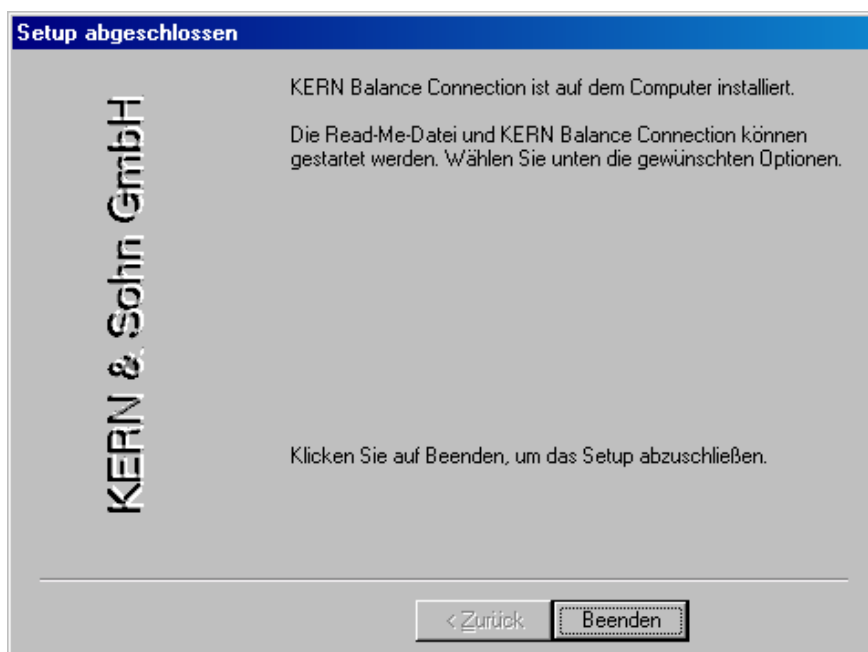 Setup abgeschlossen
KERN & Sohn GmbH
KERN Balance Connection ist auf dem Computer installiert.
Die Read-Me-Datei und KERN Balance Connection können
gestartet werden. Wählen Sie unten die gewünschten Optionen.
Klicken Sie auf Beenden, um das Setup abzuschließen.
< Zurück
Beenden